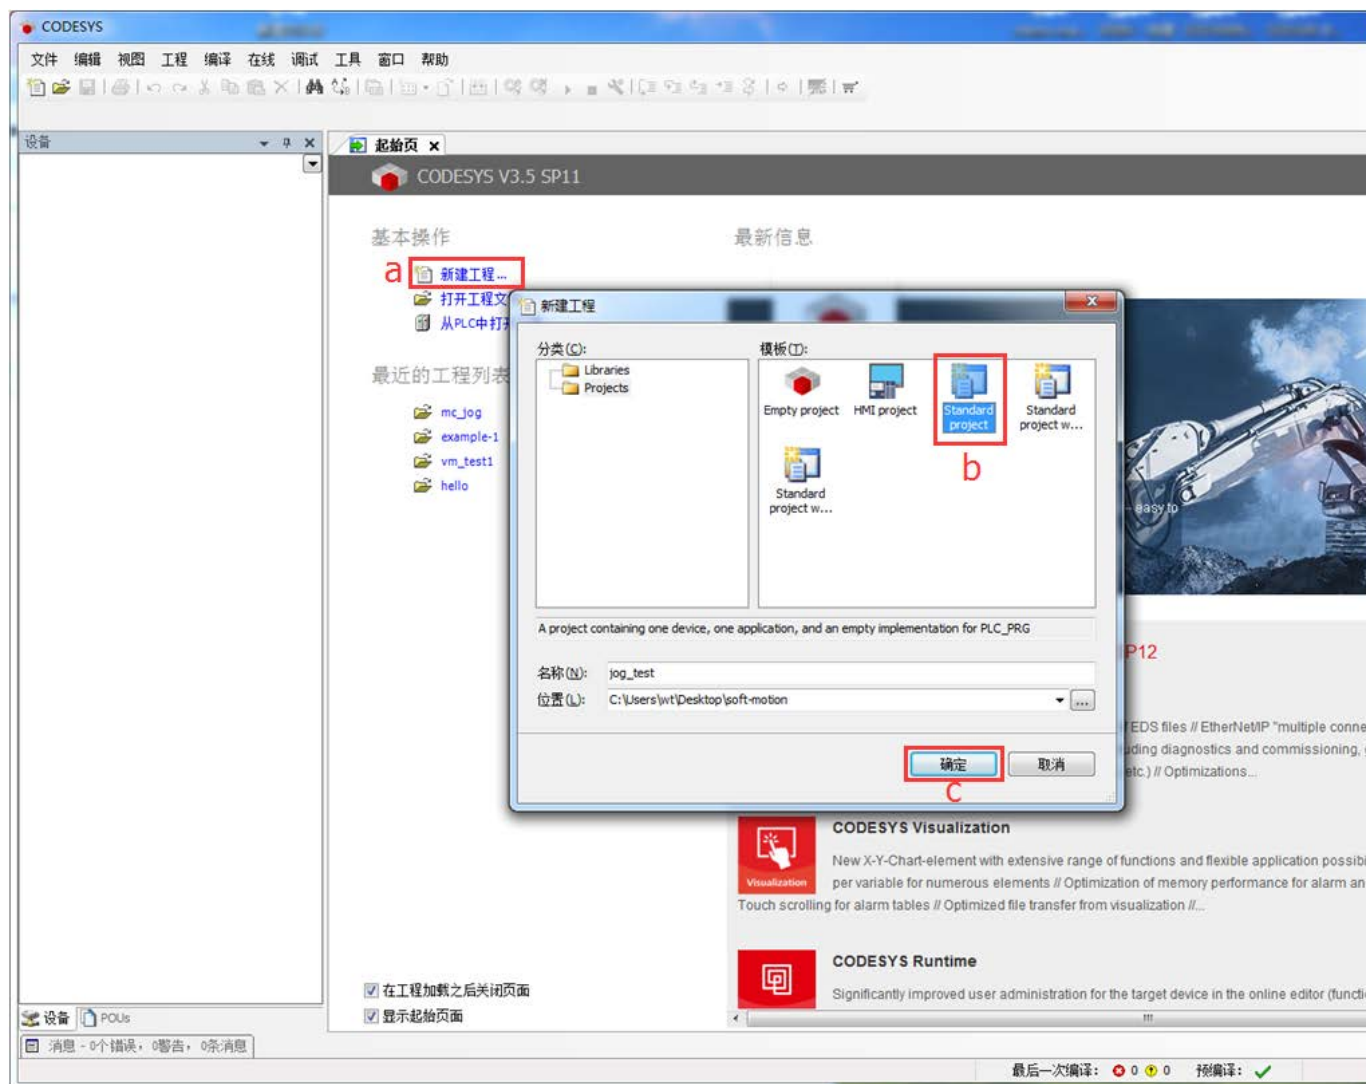 CODESYS
文件 编辑 视图 工程 编译 在线 调试 工具 窗口 帮助
设备
起始页
CODESYS V3.5 SP11
基本操作
最新信息
a
新建工程...
打开工程文
从PLC中打开
最近的工程列表
mc_jog
example-1
vm_test1
hello
新建工程
分类(C):
模板(T):
Libraries
Projects
Empty project
HMI project
Standard project
Standard project w...
b
Standard project w...
easy to
A project containing one device, one application, and an empty implementation for PLC_PRG
名称(N): jog_test
位置(L): C:\Users\wt\Desktop\soft-motion
...
确定
取消
c
P12
EDS files // EtherNet/IP "multiple conne
uding diagnostics and commissioning,
etc.) // Optimizations...
CODESYS Visualization
Visualization
New X-Y-Chart-element with extensive range of functions and flexible application possibi
per variable for numerous elements // Optimization of memory performance for alarm an
Touch scrolling for alarm tables // Optimized file transfer from visualization //...
CODESYS Runtime
Significantly improved user administration for the target device in the online editor (functi
在工程加载之后关闭页面
显示起始页面
设备 POUs
消息 - 0个错误, 0警告, 0条消息
最后一次编译: 0 0 预编译: